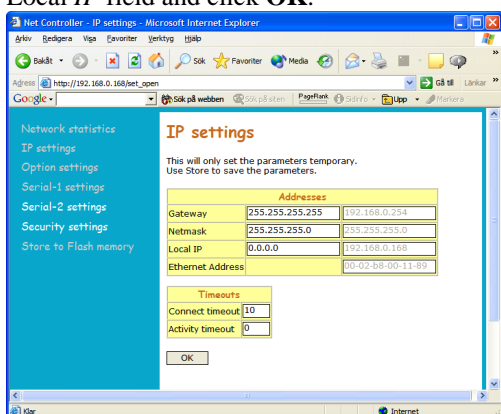 Local IP field and click OK.
Net Controller - IP settings - Microsoft Internet Explorer
Arkiv Redigera Visa Favoriter Verktyg Hjälp
Bakåt Sök Favoriter Media
Adress http://192.168.0.168/set_open Gå till Länkar »
Google Sök på webben Sök på siten PageRank Sidinfo Upp Markera
Network statistics
IP settings
Option settings
Serial-1 settings
Serial-2 settings
Security settings
Store to Flash memory
IP settings
This will only set the parameters temporary.
Use Store to save the parameters.
Addresses
Gateway 255.255.255.255 192.168.0.254
Netmask 255.255.255.0 255.255.255.0
Local IP 0.0.0.0 192.168.0.168
Ethernet Address 00-02-b8-00-11-89
Timeouts
Connect timeout 10
Activity timeout 0
OK
Klar Internet